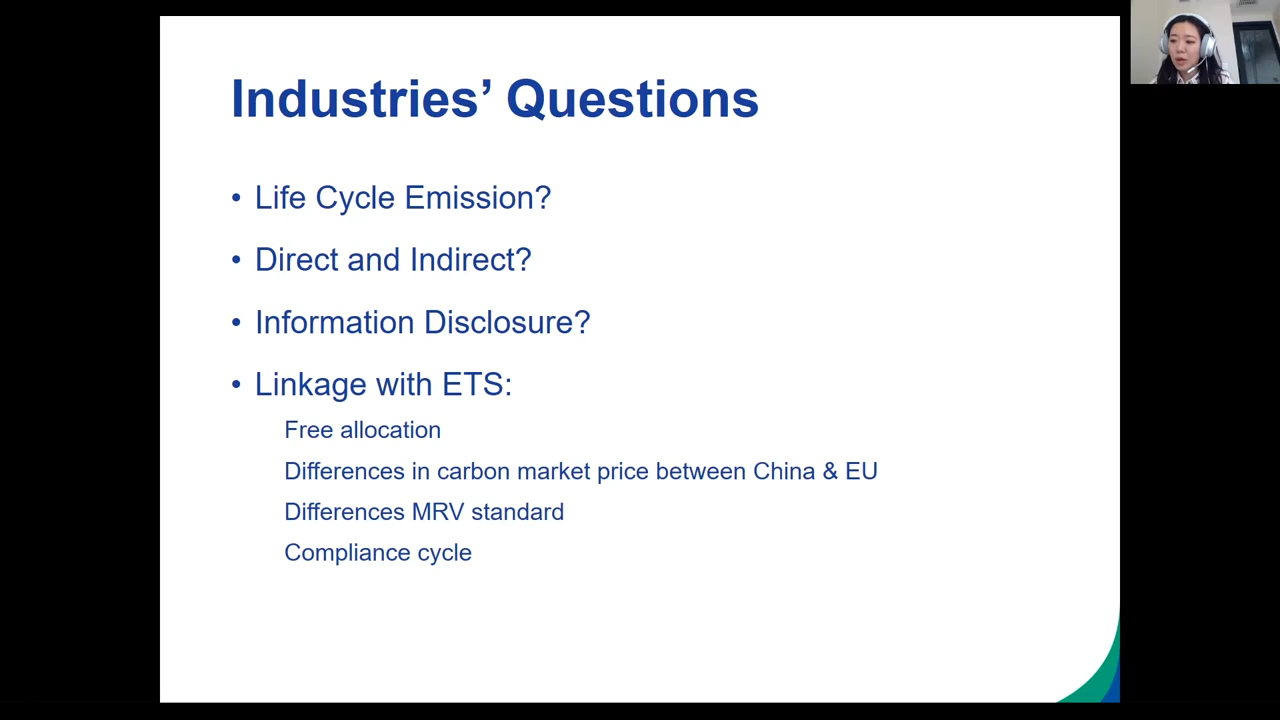 Industries’ Questions
• Life Cycle Emission?
• Direct and Indirect?
• Information Disclosure?
• Linkage with ETS:
Free allocation
Differences in carbon market price between China & EU
Differences MRV standard
Compliance cycle